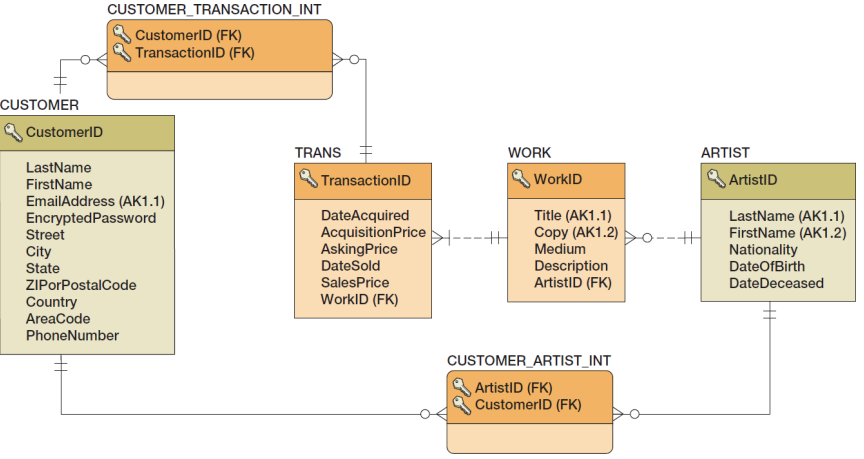 CUSTOMER_TRANSACTION_INT
CustomerID (FK)
TransactionID (FK)
CUSTOMER
CustomerID
LastName
FirstName
EmailAddress (AK1.1)
EncryptedPassword
Street
City
State
ZIPorPostalCode
Country
AreaCode
PhoneNumber
TRANS
TransactionID
DateAcquired
AcquisitionPrice
AskingPrice
DateSold
SalesPrice
WorkID (FK)
WORK
WorkID
Title (AK1.1)
Copy (AK1.2)
Medium
Description
ArtistID (FK)
ARTIST
ArtistID
LastName (AK1.1)
FirstName (AK1.2)
Nationality
DateOfBirth
DateDeceased
CUSTOMER_ARTIST_INT
ArtistID (FK)
CustomerID (FK)